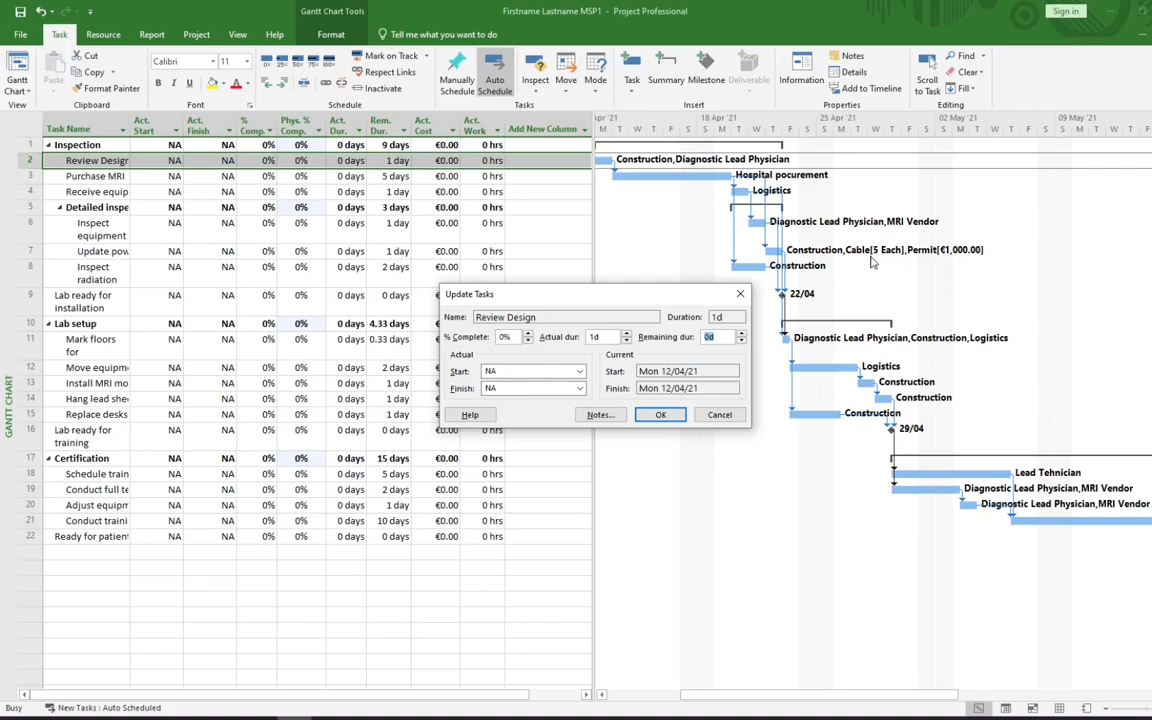 Gantt Chart Tools
Firstname Lastname MSP1 - Project Professional
Sign in
File Task Resource Report Project View Help Format Tell me what you want to do
Gantt Chart
View
Paste
Cut
Copy
Format Painter
Clipboard
Calibri 11
B I U A
Font
0% 25% 50% 75% 100%
Mark on Track
Respect Links
Inactivate
Schedule
Manually Schedule
Auto Schedule
Inspect
Move
Mode
Tasks
Task
Summary
Milestone
Deliverable
Insert
Information
Notes
Details
Add to Timeline
Properties
Scroll to Task
Find
Clear
Fill
Editing
Task Name Act. Start Act. Finish % Comp. Phys. % Comp. Act. Dur. Rem. Dur. Act. Cost Act. Work Add New Column
1 Inspection NA NA 0% 0% 0 days 9 days €0.00 0 hrs
2 Review Design NA NA 0% 0% 0 days 1 day €0.00 0 hrs
3 Purchase MRI NA NA 0% 0% 0 days 5 days €0.00 0 hrs
4 Receive equip NA NA 0% 0% 0 days 1 day €0.00 0 hrs
5 Detailed inspe NA NA 0% 0% 0 days 3 days €0.00 0 hrs
6 Inspect equipment NA NA 0% 0% 0 days 1 day €0.00 0 hrs
7 Update pow NA NA 0% 0% 0 days 1 day €0.00 0 hrs
8 Inspect radiation NA NA 0% 0% 0 days 2 days €0.00 0 hrs
9 Lab ready for installation NA NA 0% 0% 0 days 0 days
10 Lab setup NA NA 0% 0% 0 days 4.33 days
11 Mark floors for NA NA 0% 0% 0 days 0.33 days
12 Move equipme NA NA 0% 0% 0 days 2 days
13 Install MRI mo NA NA 0% 0% 0 days 1 day
14 Hang lead shee NA NA 0% 0% 0 days 1 day
15 Replace desks NA NA 0% 0% 0 days 1 day
16 Lab ready for training NA NA 0% 0% 0 days 0 days €0.00 0 hrs
17 Certification NA NA 0% 0% 0 days 15 days €0.00 0 hrs
18 Schedule train NA NA 0% 0% 0 days 5 days €0.00 0 hrs
19 Conduct full te NA NA 0% 0% 0 days 2 days €0.00 0 hrs
20 Adjust equipm NA NA 0% 0% 0 days 1 day €0.00 0 hrs
21 Conduct traini NA NA 0% 0% 0 days 10 days €0.00 0 hrs
22 Ready for patient NA NA 0% 0% 0 days 0 days €0.00 0 hrs
GANTT CHART
Apr '21 18 Apr '21 25 Apr '21 02 May '21 09 May '21
M T W T F S S M T W T F S S M T W T F S S M T W T F S S M T W T F
Construction,Diagnostic Lead Physician
Hospital pocurement
Logistics
Diagnostic Lead Physician,MRI Vendor
Construction,Cable[5 Each],Permit[€1,000.00]
Construction
22/04
Diagnostic Lead Physician,Construction,Logistics
Logistics
Construction
Construction
Construction
29/04
Lead Tehnician
Diagnostic Lead Physician,MRI Vendor
Diagnostic Lead Physician,MRI Vendor
Update Tasks
Name: Review Design Duration: 1d
% Complete: 0% Actual dur: 1d Remaining dur: 0d
Actual Current
Start: NA Start: Mon 12/04/21
Finish: NA Finish: Mon 12/04/21
Help Notes... OK Cancel
Busy New Tasks : Auto Scheduled